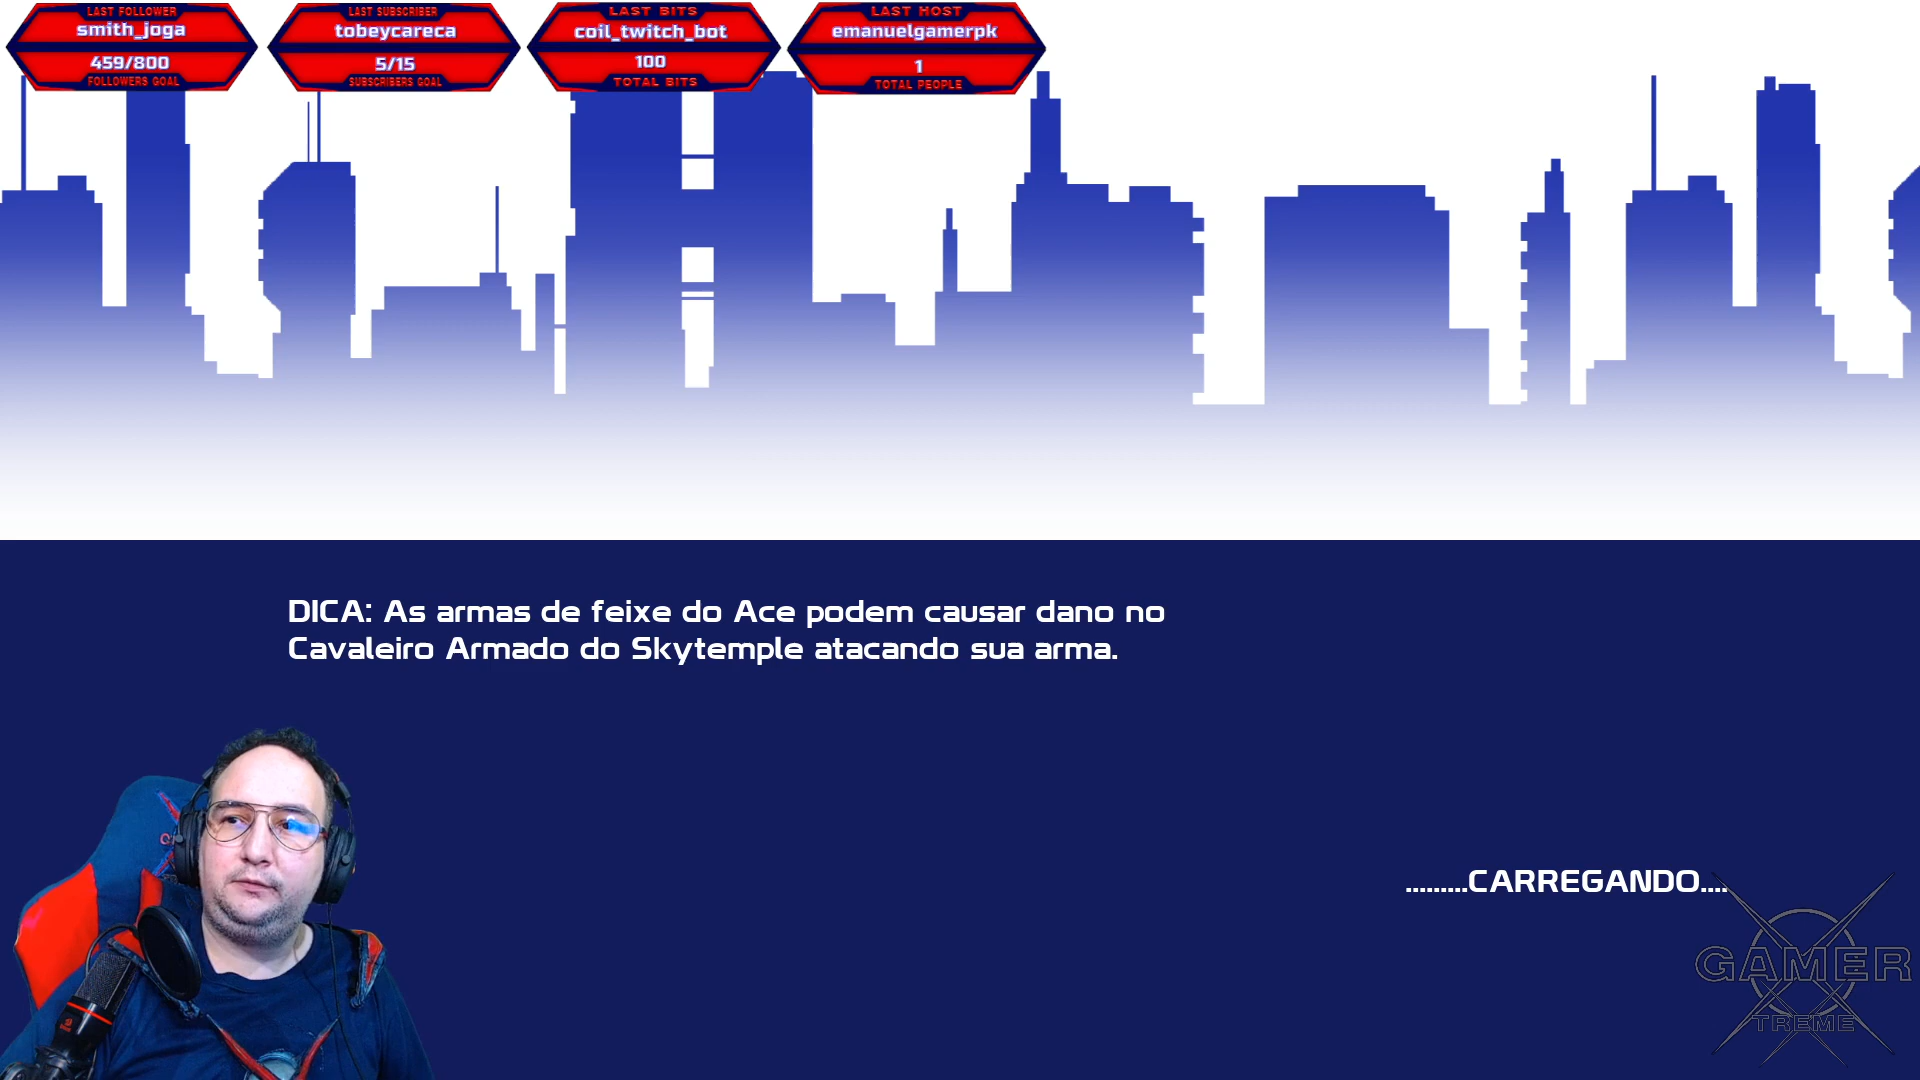 LAST FOLLOWER
smith_joga
459/800
FOLLOWERS GOAL
LAST SUBSCRIBER
tobeycareca
5/15
SUBSCRIBERS GOAL
LAST BITS
coil_twitch_bot
100
TOTAL BITS
LAST HOST
emanuelgamerpk
1
TOTAL PEOPLE
DICA: As armas de feixe do Ace podem causar dano no
Cavaleiro Armado do Skytemple atacando sua arma.
.........CARREGANDO....
GAMER
TREME